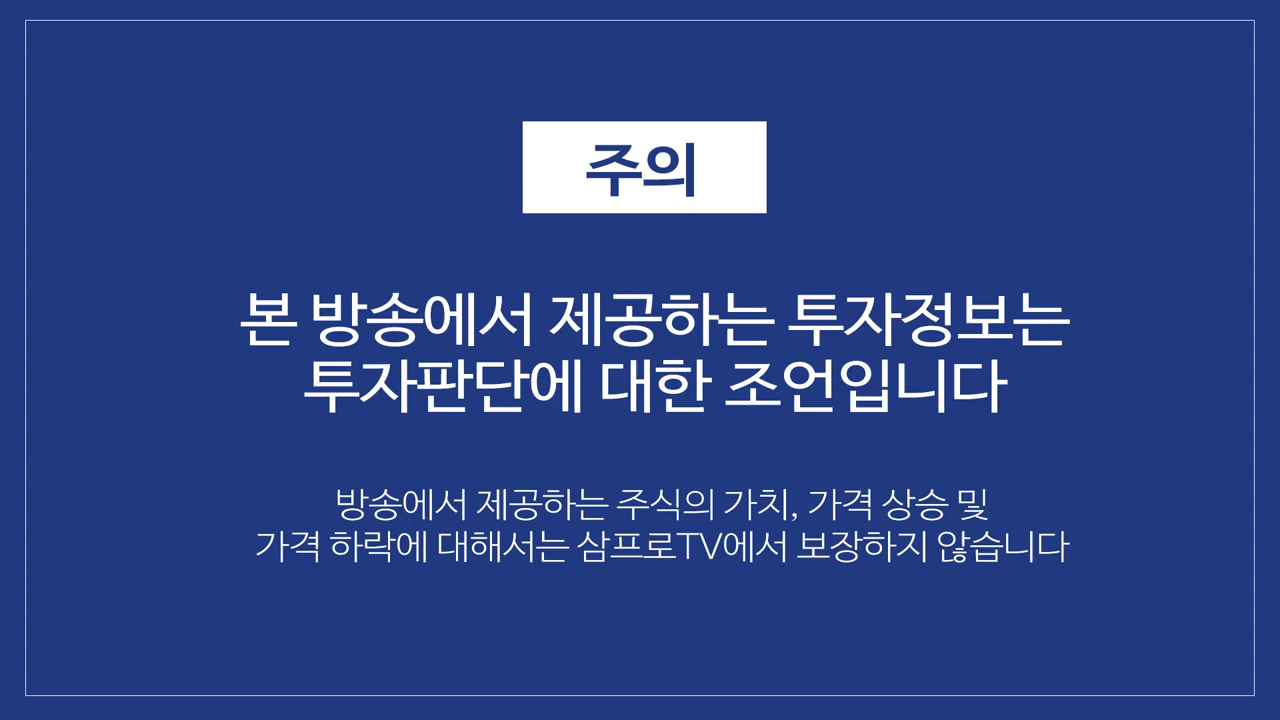 주의
본 방송에서 제공하는 투자정보는
투자판단에 대한 조언입니다
방송에서 제공하는 주식의 가치, 가격 상승 및
가격 하락에 대해서는 삼프로TV에서 보장하지 않습니다